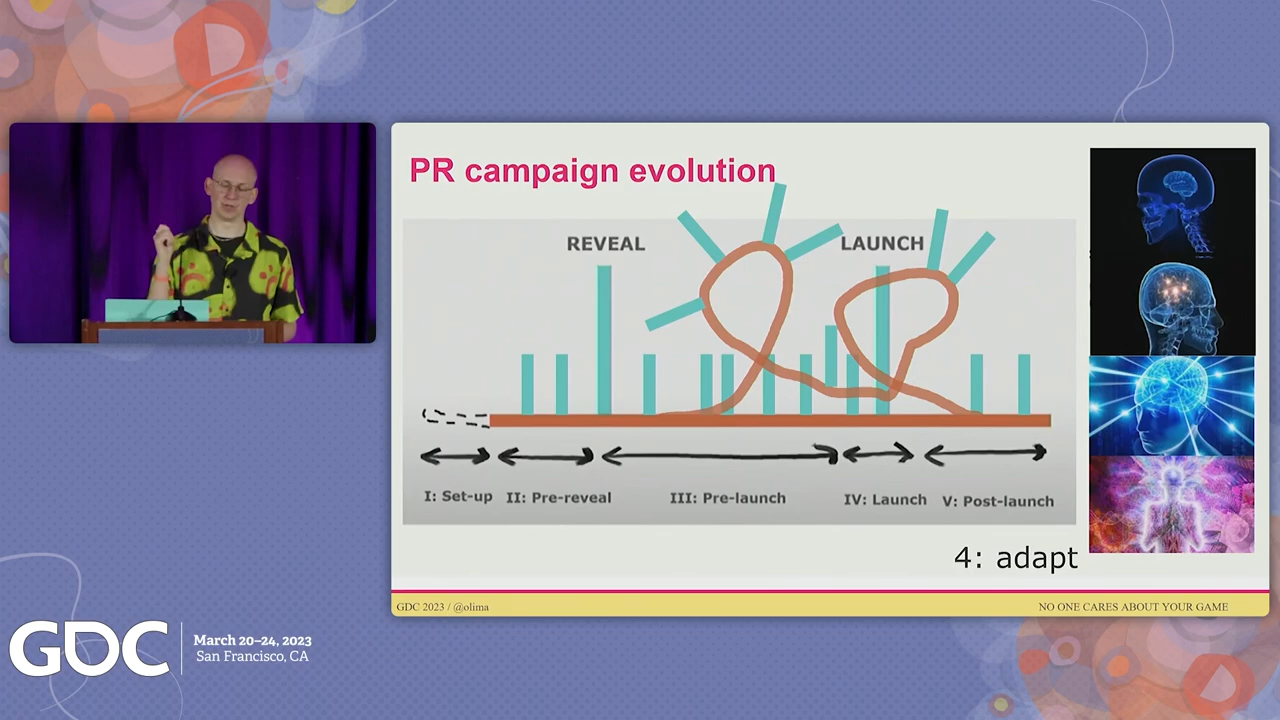 PR campaign evolution
REVEAL
LAUNCH
I: Set-up
II: Pre-reveal
III: Pre-launch
IV: Launch
V: Post-launch
4: adapt
GDC 2023 / @olima
NO ONE CARES ABOUT YOUR GAME
GDC
March 20–24, 2023
San Francisco, CA